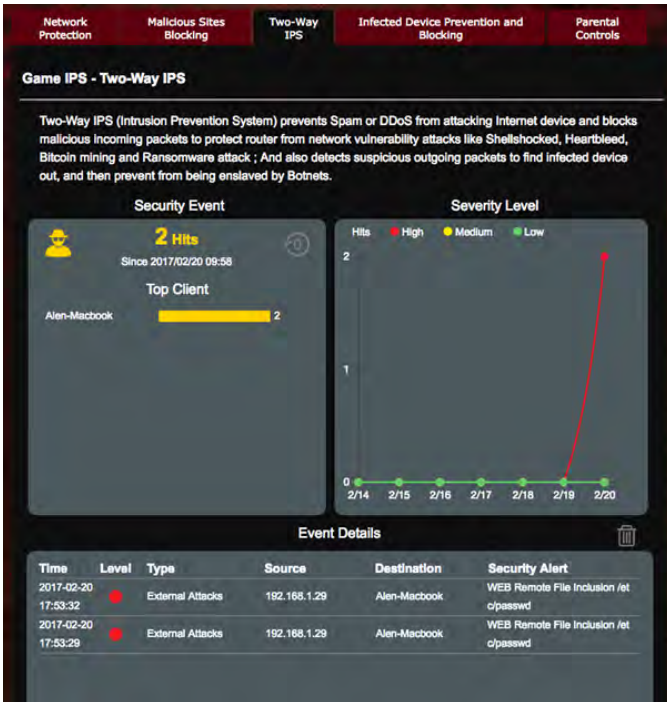 Network Protection
Malicious Sites Blocking
Two-Way IPS
Infected Device Prevention and Blocking
Parental Controls
Game IPS - Two-Way IPS
Two-Way IPS (Intrusion Prevention System) prevents Spam or DDoS from attacking Internet device and blocks
malicious incoming packets to protect router from network vulnerability attacks like Shellshocked, Heartbleed,
Bitcoin mining and Ransomware attack ; And also detects suspicious outgoing packets to find infected device
out, and then prevent from being enslaved by Botnets.
Security Event
2 Hits
0
Since 2017/02/20 09:58
Top Client
Alen-Macbook 2
Severity Level
Hits High Medium Low
2
1
0
2/14 2/15 2/16 2/17 2/18 2/19 2/20
Event Details
Time Level Type Source Destination Security Alert
2017-02-20
17:53:32
External Attacks 192.168.1.29 Alen-Macbook
WEB Remote File Inclusion /et
c/passwd
2017-02-20
17:53:29
External Attacks 192.168.1.29 Alen-Macbook
WEB Remote File Inclusion /et
c/passwd